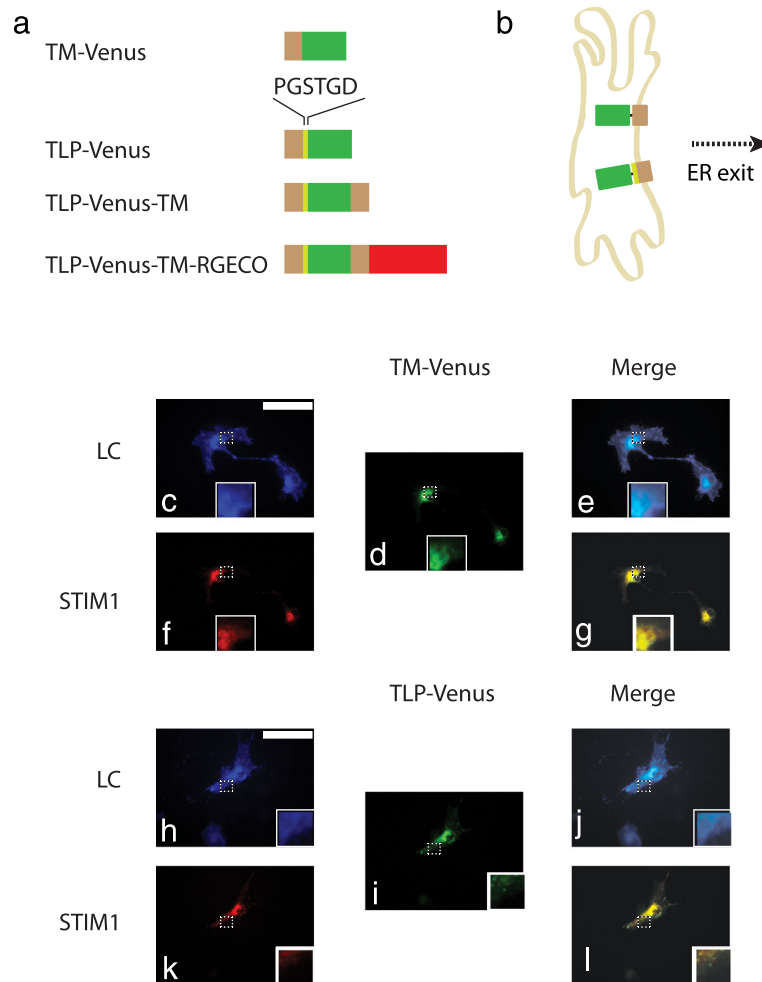 a
b
TM-Venus
PGSTGD
TLP-Venus
TLP-Venus-TM
TLP-Venus-TM-RGECO
ER exit
TM-Venus
Merge
LC
c
d
e
STIM1
f
g
TLP-Venus
Merge
LC
h
i
j
STIM1
k
l